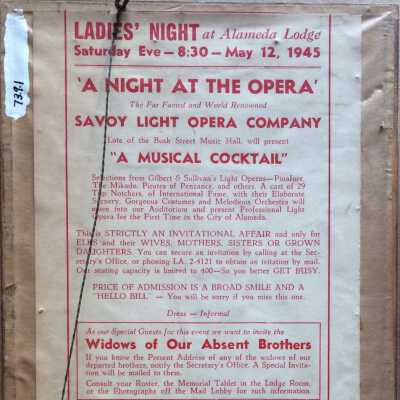 LADIES' NIGHT at Alameda Lodge
Saturday Eve — 8:30 — May 12, 1945
'A NIGHT AT THE OPERA'
The Far Famed and World Renowned
SAVOY LIGHT OPERA COMPANY
Late of the Bush Street Music Hall, will present
"A MUSICAL COCKTAIL"
Selections from Gilbert & Sullivan's Light Operas—Pinafore,
The Mikado, Pirates of Penzance, and others. A cast of 29
Top Notchers, of International Fame, with their Elaborate
Scenery, Gorgeous Costumes and Melodious Orchestra will
move into our Auditorium and present Professional Light
Opera for the First Time in the City of Alameda.
This is STRICTLY AN INVITATIONAL AFFAIR and only for
ELKS and their WIVES, MOTHERS, SISTERS OR GROWN
DAUGHTERS. You can secure an invitation by calling at the Sec-
retary's Office, or phoning LA. 2-4121 to obtain an invitation by mail.
Our seating capacity is limited to 400—So you better GET BUSY.
PRICE OF ADMISSION IS A BROAD SMILE AND A
"HELLO BILL" — You will be sorry if you miss this one.
Dress — Informal
As our Special Guests for this event we want to invite the
Widows of Our Absent Brothers
If you know the Present Address of any of the widows of our
departed brothers, notify the Secretary's Office. A Special Invita-
tion will be mailed to them.
Consult your Roster, the Memorial Tablet in the Lodge Room,
or the Photographs off the Mail Lobby for such information.
7391